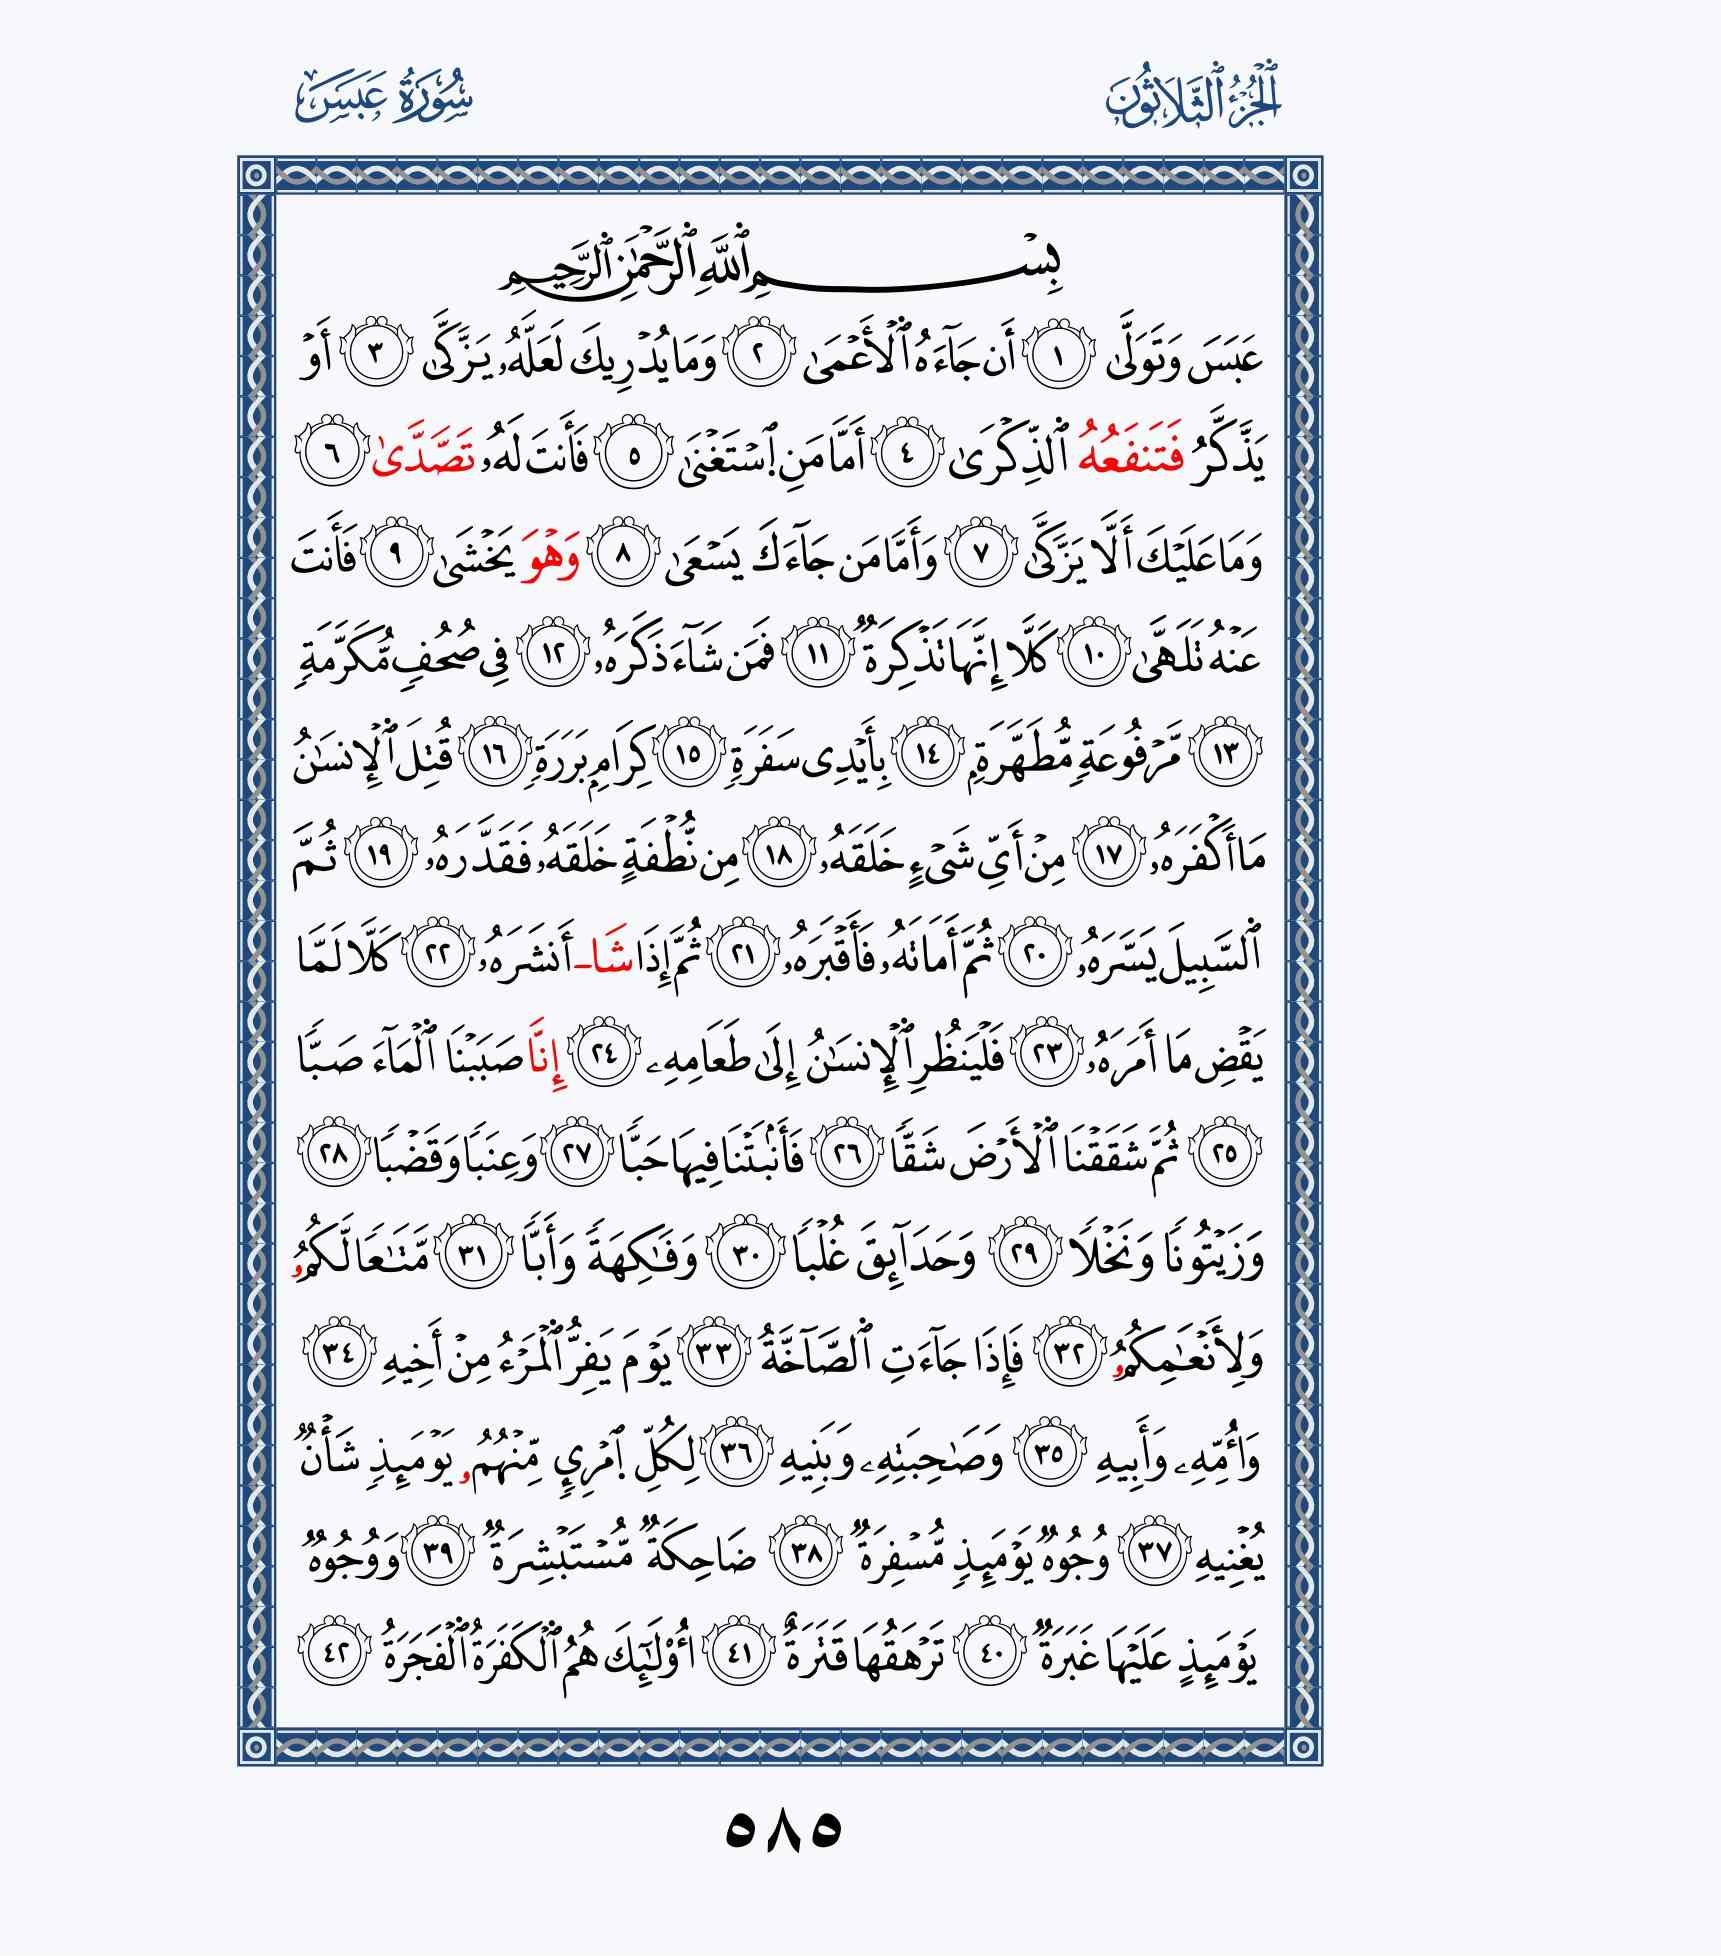 ٱلْجُزْءُ ٱلثَّلَاثُونَ
سُورَةُ عَبَسَ
بِسْمِ ٱللَّهِ ٱلرَّحْمَٰنِ ٱلرَّحِيمِ
عَبَسَ وَتَوَلَّىٰ ١ أَن جَآءَهُ ٱلْأَعْمَىٰ ٢ وَمَا يُدْرِيكَ لَعَلَّهُۥ يَزَّكَّىٰ ٣ أَوْ
يَذَّكَّرُ فَتَنفَعُهُ ٱلذِّكْرَىٰ ٤ أَمَّا مَنِ ٱسْتَغْنَىٰ ٥ فَأَنتَ لَهُۥ تَصَّدَّىٰ ٦
وَمَا عَلَيْكَ أَلَّا يَزَّكَّىٰ ٧ وَأَمَّا مَن جَآءَكَ يَسْعَىٰ ٨ وَهْوَ يَخْشَىٰ ٩ فَأَنتَ
عَنْهُ تَلَهَّىٰ ١٠ كَلَّا إِنَّهَا تَذْكِرَةٌ ١١ فَمَن شَآءَ ذَكَرَهُۥ ١٢ فِى صُحُفٍ مُّكَرَّمَةٍ
١٣ مَّرْفُوعَةٍ مُّطَهَّرَةٍۭ ١٤ بِأَيْدِى سَفَرَةٍ ١٥ كِرَامٍۭ بَرَرَةٍ ١٦ قُتِلَ ٱلْإِنسَٰنُ
مَا أَكْفَرَهُۥ ١٧ مِنْ أَيِّ شَىْءٍ خَلَقَهُۥ ١٨ مِن نُّطْفَةٍ خَلَقَهُۥ فَقَدَّرَهُۥ ١٩ ثُمَّ
ٱلسَّبِيلَ يَسَّرَهُۥ ٢٠ ثُمَّ أَمَاتَهُۥ فَأَقْبَرَهُۥ ٢١ ثُمَّ إِذَا شَا أَنشَرَهُۥ ٢٢ كَلَّا لَمَّا
يَقْضِ مَا أَمَرَهُۥ ٢٣ فَلْيَنظُرِ ٱلْإِنسَٰنُ إِلَىٰ طَعَامِهِۦ ٢٤ إِنَّا صَبَبْنَا ٱلْمَآءَ صَبًّا
٢٥ ثُمَّ شَقَقْنَا ٱلْأَرْضَ شَقًّا ٢٦ فَأَنۢبَتْنَا فِيهَا حَبًّا ٢٧ وَعِنَبًا وَقَضْبًا ٢٨
وَزَيْتُونًا وَنَخْلًا ٢٩ وَحَدَآئِقَ غُلْبًا ٣٠ وَفَٰكِهَةً وَأَبًّا ٣١ مَّتَٰعًا لَّكُمُۥ
وَلِأَنْعَٰمِكُمُۥ ٣٢ فَإِذَا جَآءَتِ ٱلصَّآخَّةُ ٣٣ يَوْمَ يَفِرُّ ٱلْمَرْءُ مِنْ أَخِيهِ ٣٤
وَأُمِّهِۦ وَأَبِيهِ ٣٥ وَصَٰحِبَتِهِۦ وَبَنِيهِ ٣٦ لِكُلِّ ٱمْرِيٍٕ مِّنْهُمُۥ يَوْمَئِذٍ شَأْنٌ
يُغْنِيهِ ٣٧ وُجُوهٌ يَوْمَئِذٍ مُّسْفِرَةٌ ٣٨ ضَاحِكَةٌ مُّسْتَبْشِرَةٌ ٣٩ وَوُجُوهٌ
يَوْمَئِذٍ عَلَيْهَا غَبَرَةٌ ٤٠ تَرْهَقُهَا قَتَرَةٌ ٤١ أُو۟لَٰٓئِكَ هُمُ ٱلْكَفَرَةُ ٱلْفَجَرَةُ ٤٢
٥٨٥